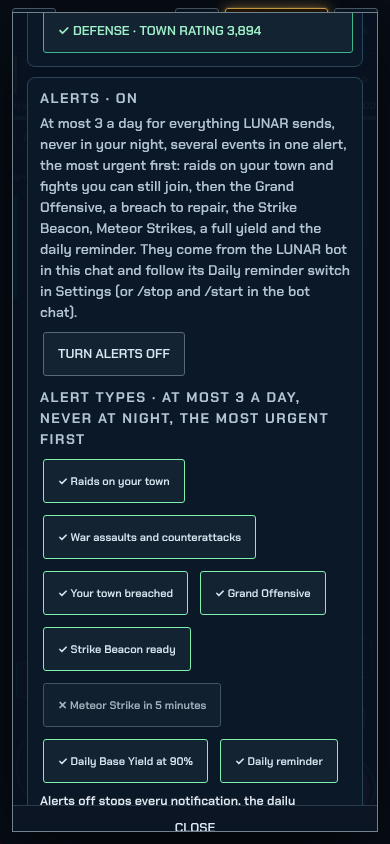 ✓ DEFENSE · TOWN RATING 3,894
ALERTS · ON
At most 3 a day for everything LUNAR sends,
never in your night, several events in one alert,
the most urgent first: raids on your town and
fights you can still join, then the Grand
Offensive, a breach to repair, the Strike
Beacon, Meteor Strikes, a full yield and the
daily reminder. They come from the LUNAR bot
in this chat and follow its Daily reminder switch
in Settings (or /stop and /start in the bot
chat).
TURN ALERTS OFF
ALERT TYPES · AT MOST 3 A DAY,
NEVER AT NIGHT, THE MOST URGENT
FIRST
✓ Raids on your town
✓ War assaults and counterattacks
✓ Your town breached
✓ Grand Offensive
✓ Strike Beacon ready
✕ Meteor Strike in 5 minutes
✓ Daily Base Yield at 90%
✓ Daily reminder
Alerts off stops every notification, the daily
CLOSE